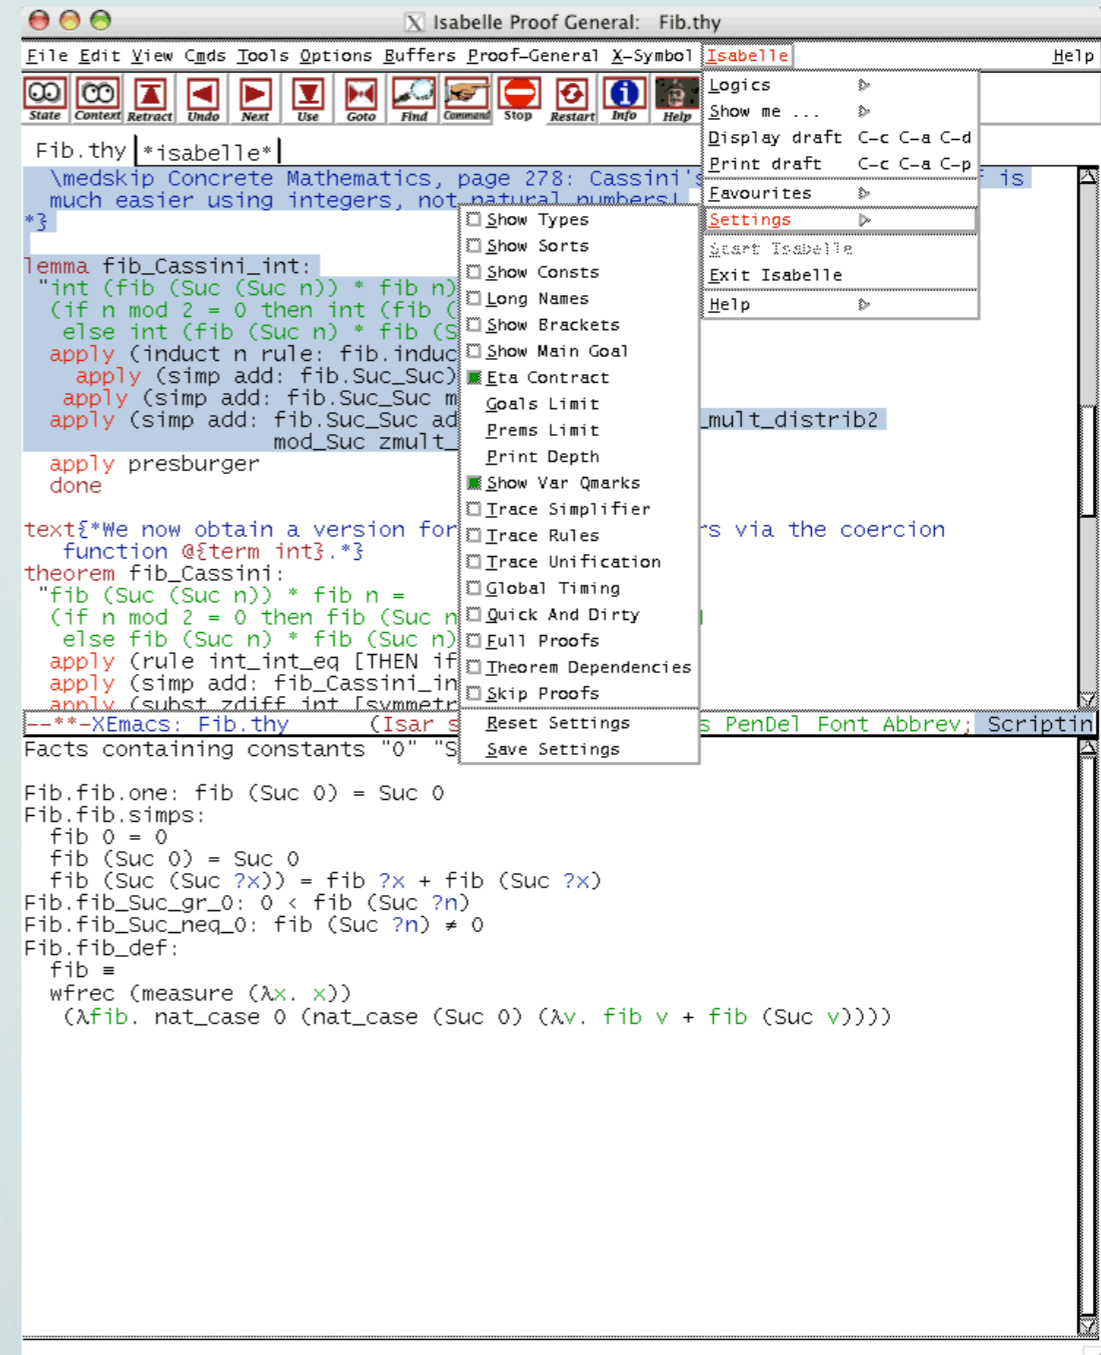 Isabelle Proof General: Fib.thy
File Edit View Cmds Tools Options Buffers Proof-General X-Symbol Isabelle Help
State Context Retract Undo Next Use Goto Find Command Stop Restart Info Help
Fib.thy *isabelle*
Logics
Show me ...
Display draft C-c C-a C-d
Print draft C-c C-a C-p
Favourites
Settings
Start Isabelle
Exit Isabelle
Help
Show Types
Show Sorts
Show Consts
Long Names
Show Brackets
Show Main Goal
Eta Contract
Goals Limit
Prems Limit
Print Depth
Show Var Qmarks
Trace Simplifier
Trace Rules
Trace Unification
Global Timing
Quick And Dirty
Full Proofs
Theorem Dependencies
Skip Proofs
Reset Settings
Save Settings
\medskip Concrete Mathematics, page 278: Cassini's is
much easier using integers, not natural numbers!
*}
lemma fib_Cassini_int:
"int (fib (Suc (Suc n)) * fib n)
(if n mod 2 = 0 then int (fib (
else int (fib (Suc n) * fib (S
apply (induct n rule: fib.induc
apply (simp add: fib.Suc_Suc)
apply (simp add: fib.Suc_Suc m
apply (simp add: fib.Suc_Suc ad _mult_distrib2
mod_Suc zmult_
apply presburger
done
text{*We now obtain a version for rs via the coercion
function @{term int}.*}
theorem fib_Cassini:
"fib (Suc (Suc n)) * fib n =
(if n mod 2 = 0 then fib (Suc n )
else fib (Suc n) * fib (Suc n)
apply (rule int_int_eq [THEN if
apply (simp add: fib_Cassini_in
apply (subst zdiff_int [symmetr
--**-XEmacs: Fib.thy (Isar s s PenDel Font Abbrev; Scriptin
Facts containing constants "0" "S
Fib.fib.one: fib (Suc 0) = Suc 0
Fib.fib.simps:
fib 0 = 0
fib (Suc 0) = Suc 0
fib (Suc (Suc ?x)) = fib ?x + fib (Suc ?x)
Fib.fib_Suc_gr_0: 0 < fib (Suc ?n)
Fib.fib_Suc_neq_0: fib (Suc ?n) ≠ 0
Fib.fib_def:
fib ≡
wfrec (measure (λx. x))
(λfib. nat_case 0 (nat_case (Suc 0) (λv. fib v + fib (Suc v))))